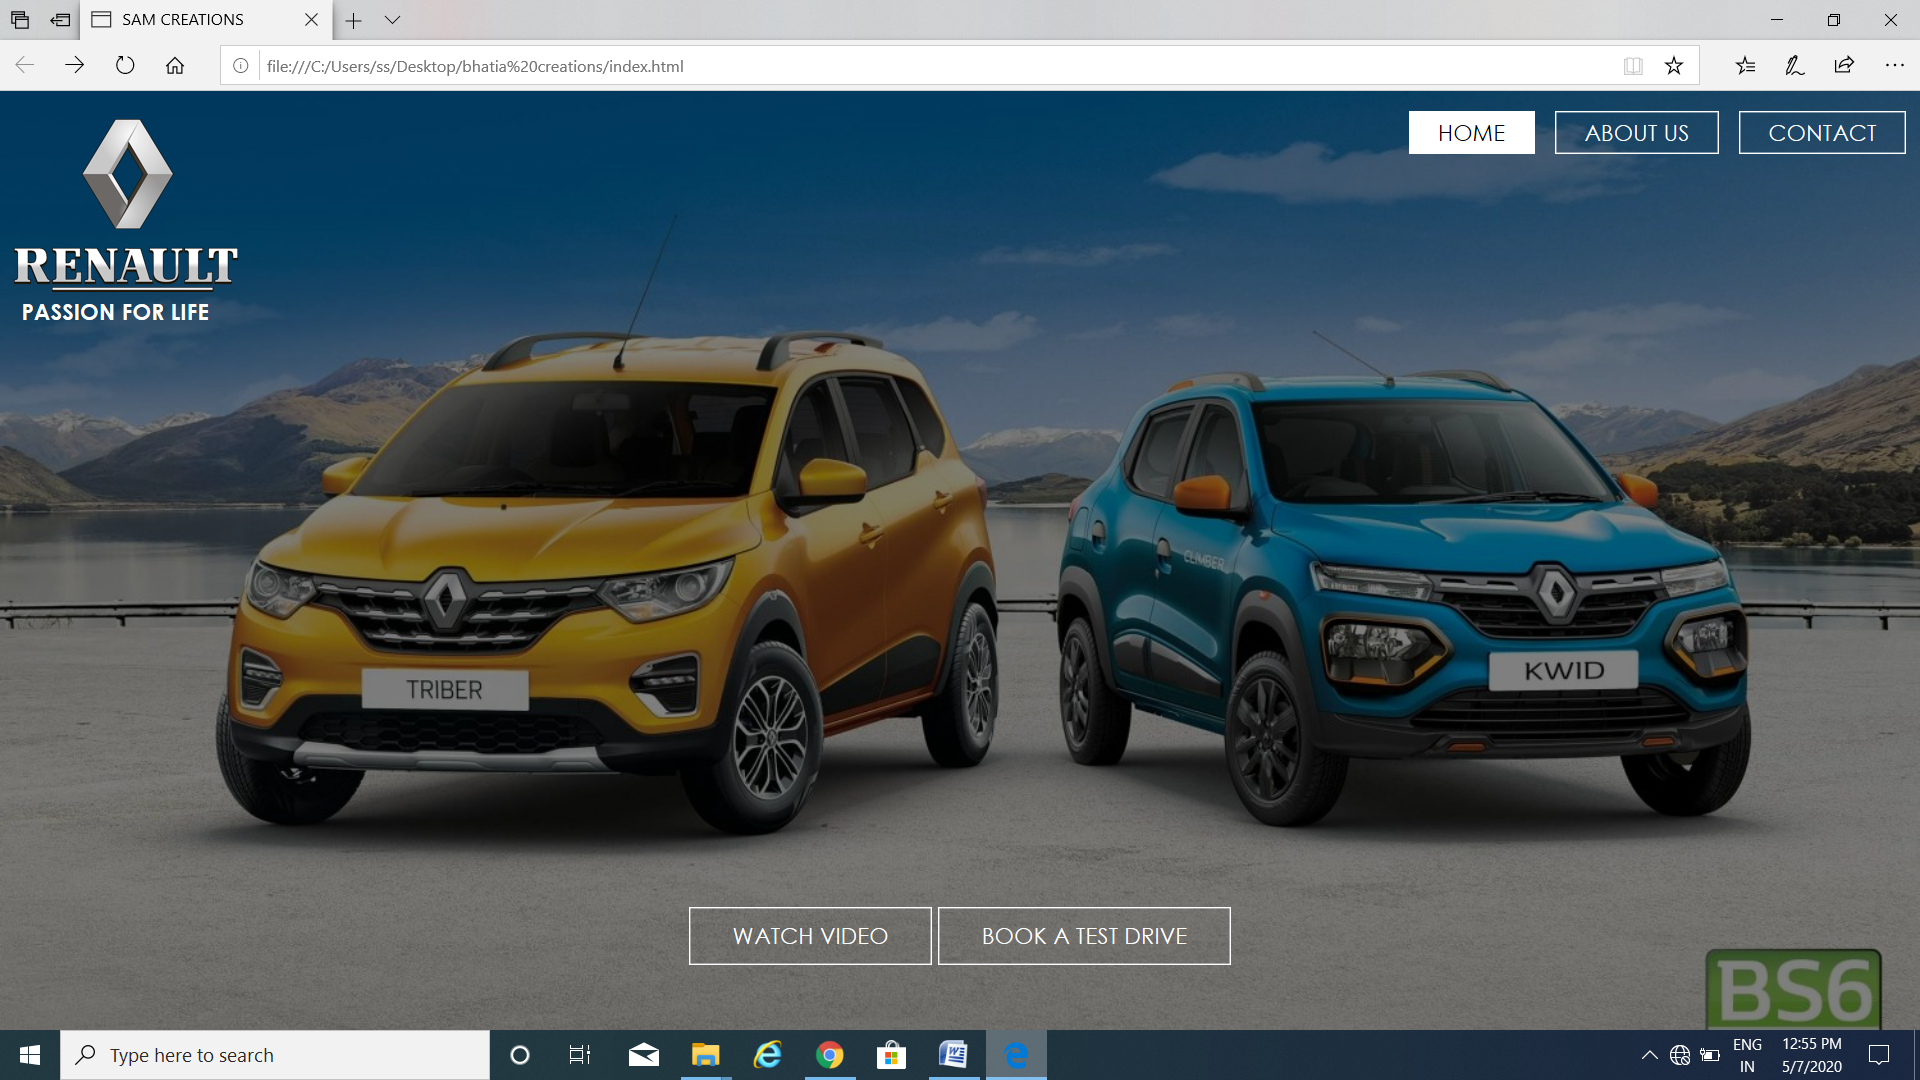 SAM CREATIONS
file:///C:/Users/ss/Desktop/bhatia%20creations/index.html
HOME
ABOUT US
CONTACT
RENAULT
PASSION FOR LIFE
CLIMBER
TRIBER
KWID
WATCH VIDEO
BOOK A TEST DRIVE
BS6
Type here to search
ENG
IN
12:55 PM
5/7/2020